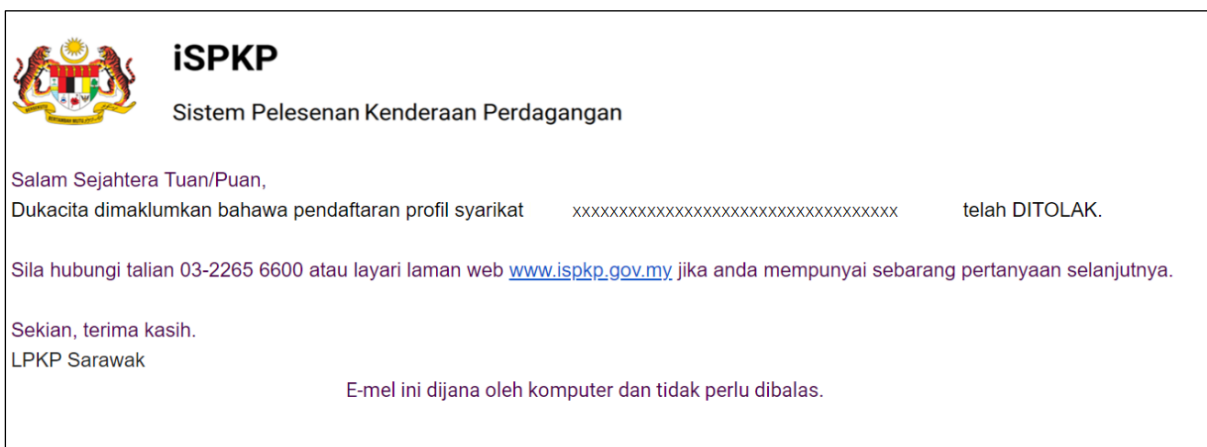 iSPKP
Sistem Pelesenan Kenderaan Perdagangan
Salam Sejahtera Tuan/Puan,
Dukacita dimaklumkan bahawa pendaftaran profil syarikat xxxxxxxxxxxxxxxxxxxxxxxxxxxxxxxxxxx telah DITOLAK.
Sila hubungi talian 03-2265 6600 atau layari laman web www.ispkp.gov.my jika anda mempunyai sebarang pertanyaan selanjutnya.
Sekian, terima kasih.
LPKP Sarawak
E-mel ini dijana oleh komputer dan tidak perlu dibalas.